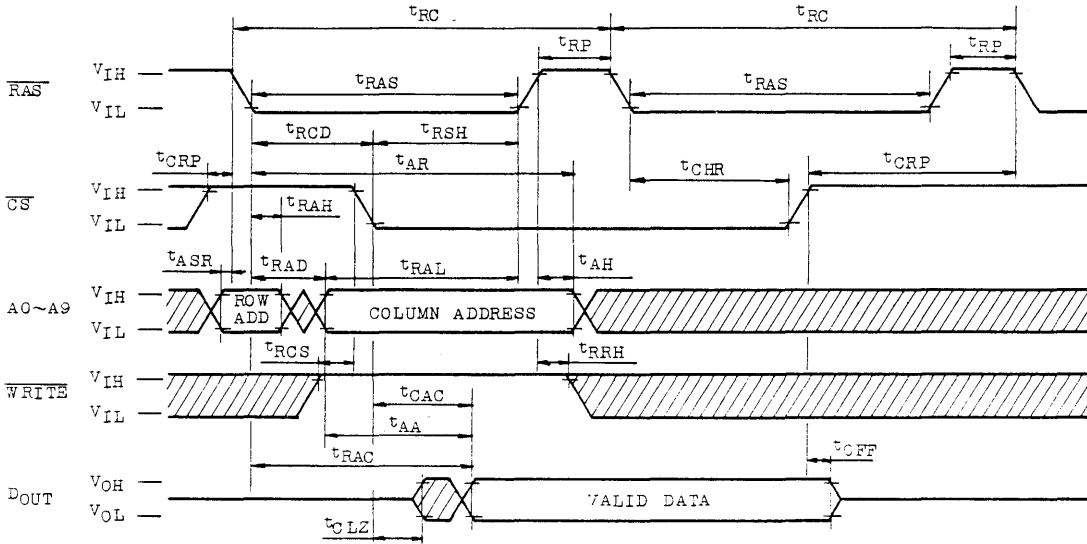 tRC tRC
tRP tRP
RAS VIH
VIL
tRAS tRAS
tRCD tRSH
tCRP tAR tCHR tCRP
CS VIH
VIL
tRAH
tASR tRAD tRAL tAH
A0~A9 VIH
VIL
ROW
ADD
COLUMN ADDRESS
tRCS tRRH
WRITE VIH
VIL
tCAC
tAA
tRAC tOFF
DOUT VOH
VOL
VALID DATA
tCLZ